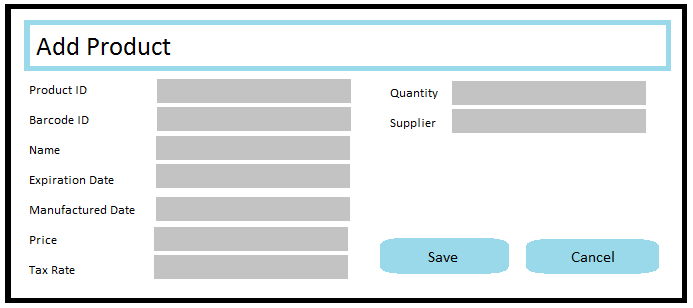 Add Product
Product ID
Barcode ID
Name
Expiration Date
Manufactured Date
Price
Tax Rate
Quantity
Supplier
Save
Cancel